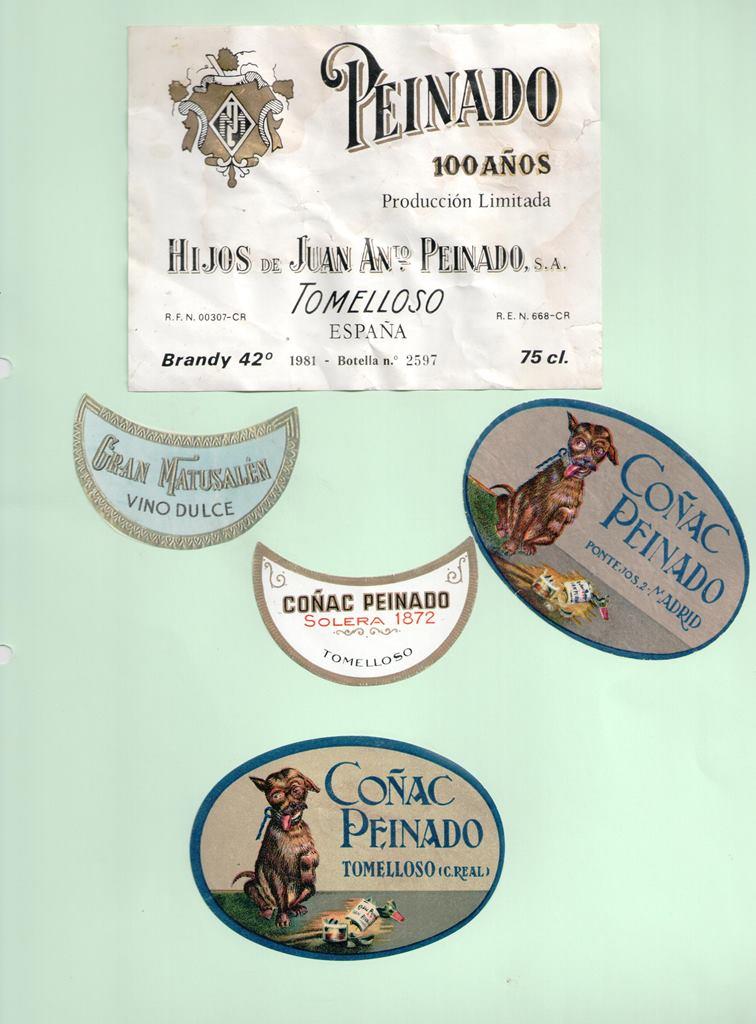 PEINADO
100 AÑOS
Producción Limitada
HIJOS DE JUAN ANTO. PEINADO, S.A.
TOMELLOSO
ESPAÑA
R.F.N. 00307-CR
R.E.N. 668-CR
Brandy 42º 1981 - Botella n.º 2597 75 cl.
GRAN MATUSALÉN
VINO DULCE
COÑAC
PEINADO
PONTEJOS, 2-MADRID
COÑAC PEINADO
SOLERA 1872
TOMELLOSO
COÑAC
PEINADO
TOMELLOSO (C.REAL)